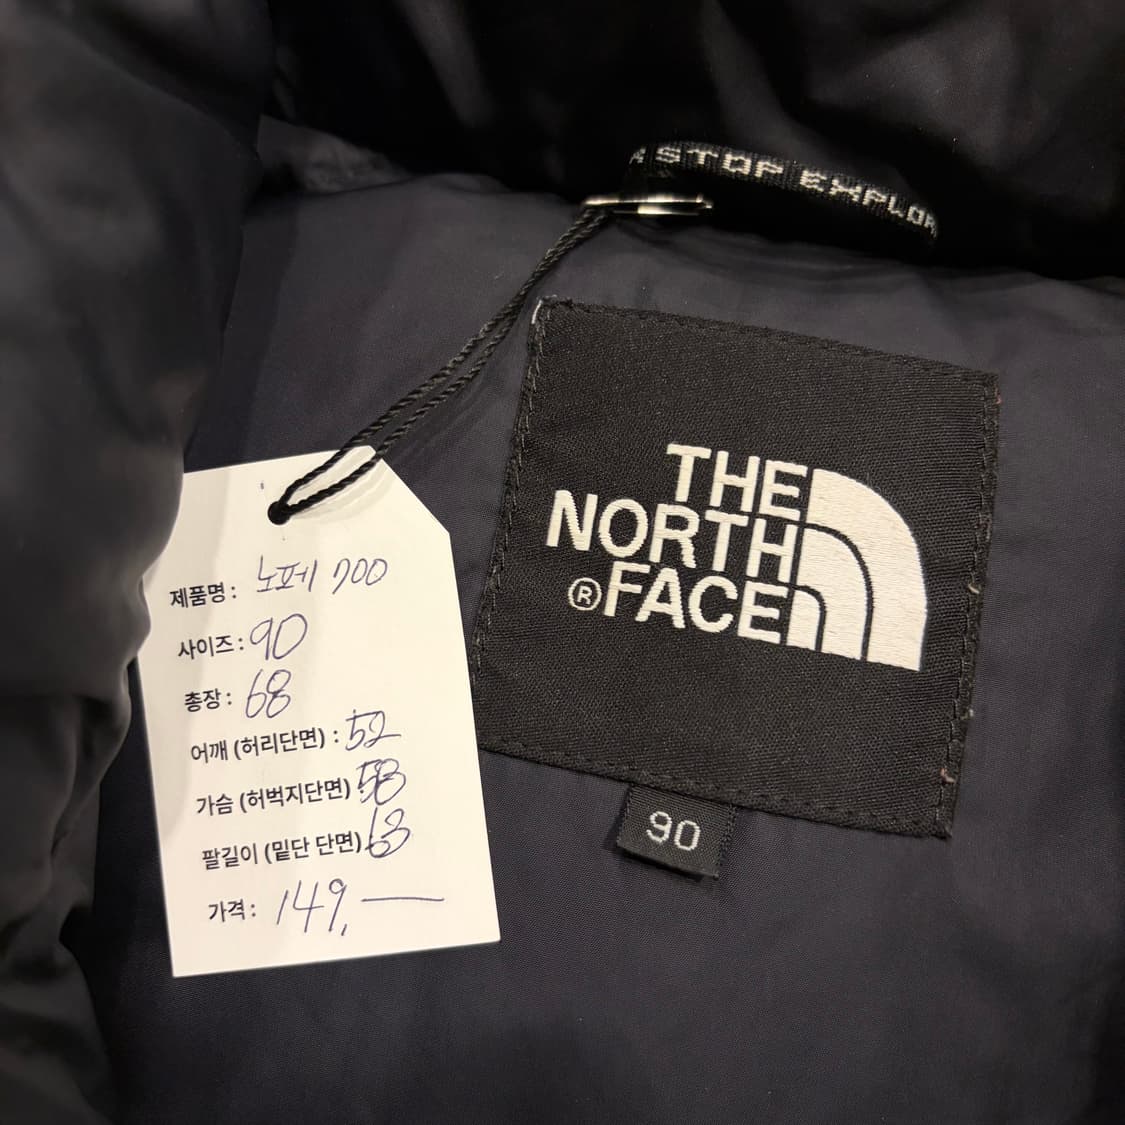 R STOP EXPLOR
THE
NORTH
®FACE
90
제품명: 노페 700
사이즈: 90
총장: 68
어깨 (허리단면) : 52
가슴 (허벅지단면) 58
팔길이 (밑단 단면) 63
가격: 149,—